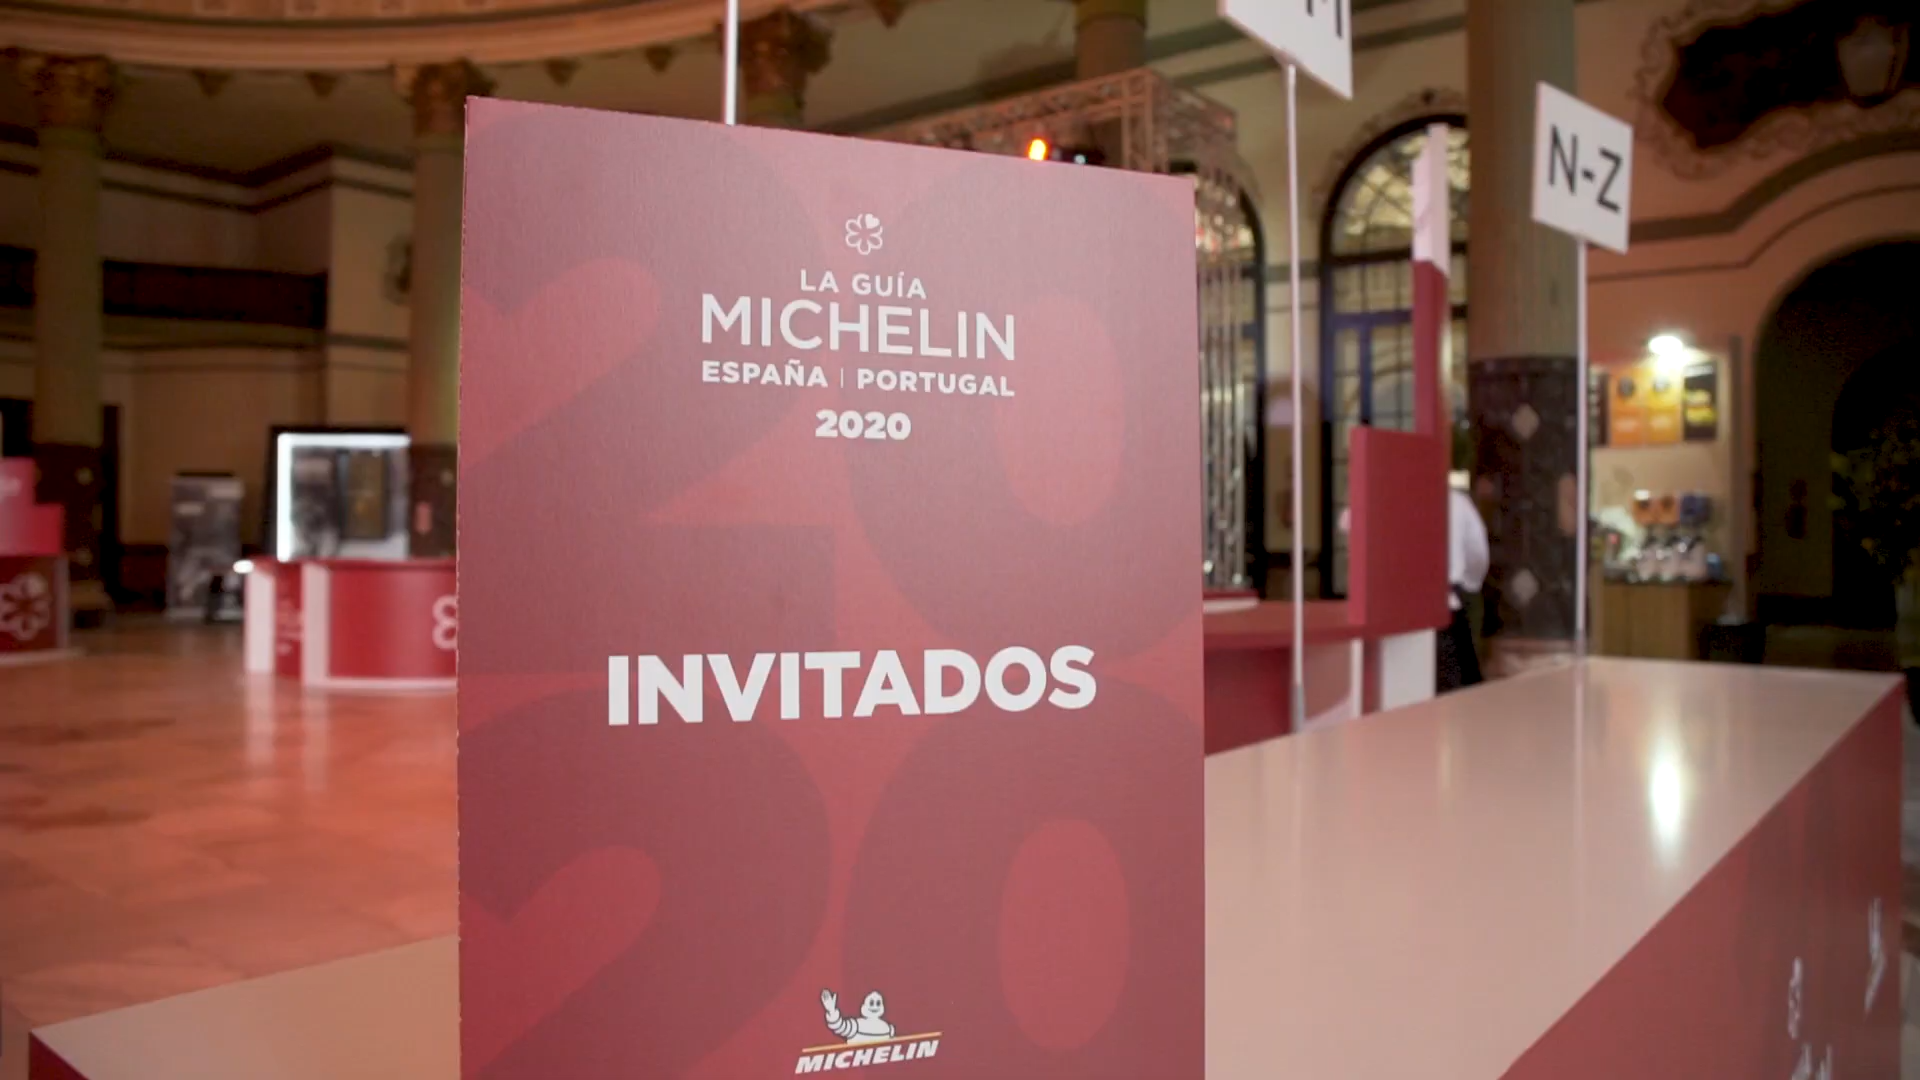 LA GUÍA
MICHELIN
ESPAÑA | PORTUGAL
2020
INVITADOS
MICHELIN
N-Z